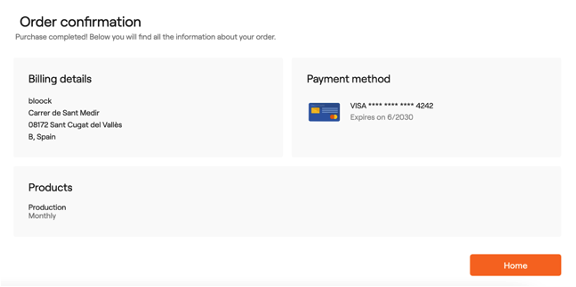 Order confirmation
Purchase completed! Below you will find all the information about your order.
Billing details
bloock
Carrer de Sant Medir
08172 Sant Cugat del Vallès
B, Spain
Payment method
VISA **** **** **** 4242
Expires on 6/2030
Products
Production
Monthly
Home